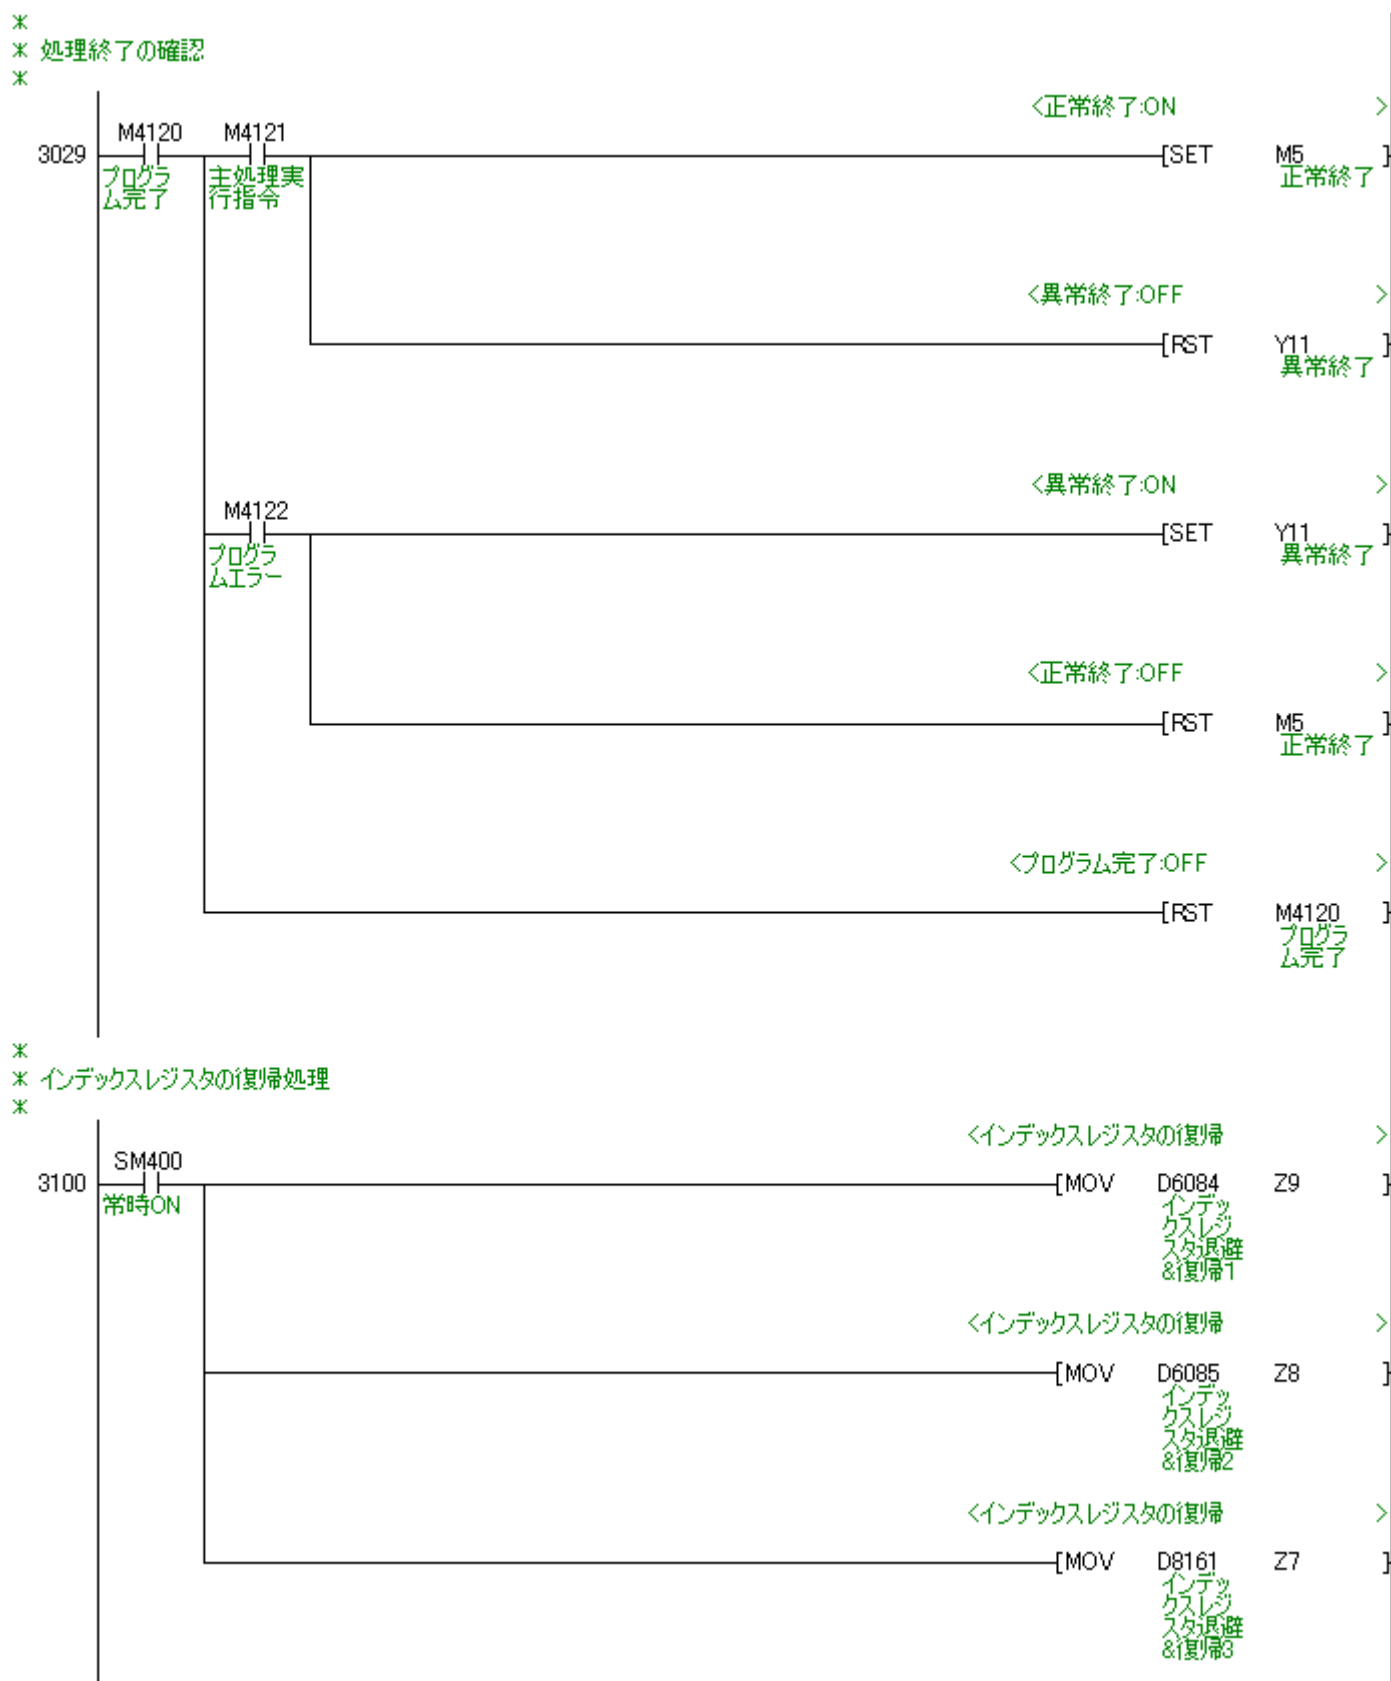 *
* 処理終了の確認
*
<正常終了:ON >
M4120 M4121
3029 [SET M5 ]
プログラ 主処理実 正常終了
ム完了 行指令
<異常終了:OFF >
[RST Y11 ]
異常終了
<異常終了:ON >
M4122
[SET Y11 ]
プログラ 異常終了
ムエラー
<正常終了:OFF >
[RST M5 ]
正常終了
<プログラム完了:OFF >
[RST M4120 ]
プログラ
ム完了
*
* インデックスレジスタの復帰処理
*
<インデックスレジスタの復帰 >
SM400
3100 [MOV D6084 Z9 ]
常時ON インデッ
クスレジ
スタ退避
&復帰1
<インデックスレジスタの復帰 >
[MOV D6085 Z8 ]
インデッ
クスレジ
スタ退避
&復帰2
<インデックスレジスタの復帰 >
[MOV D8161 Z7 ]
インデッ
クスレジ
スタ退避
&復帰3